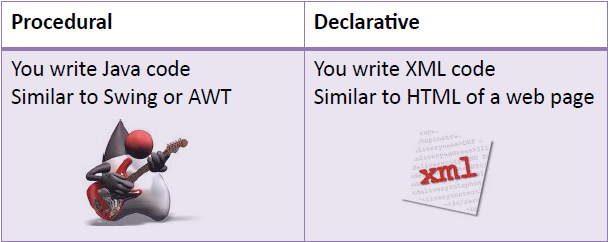 Procedural
Declarative
You write Java code
Similar to Swing or AWT
You write XML code
Similar to HTML of a web page
xml